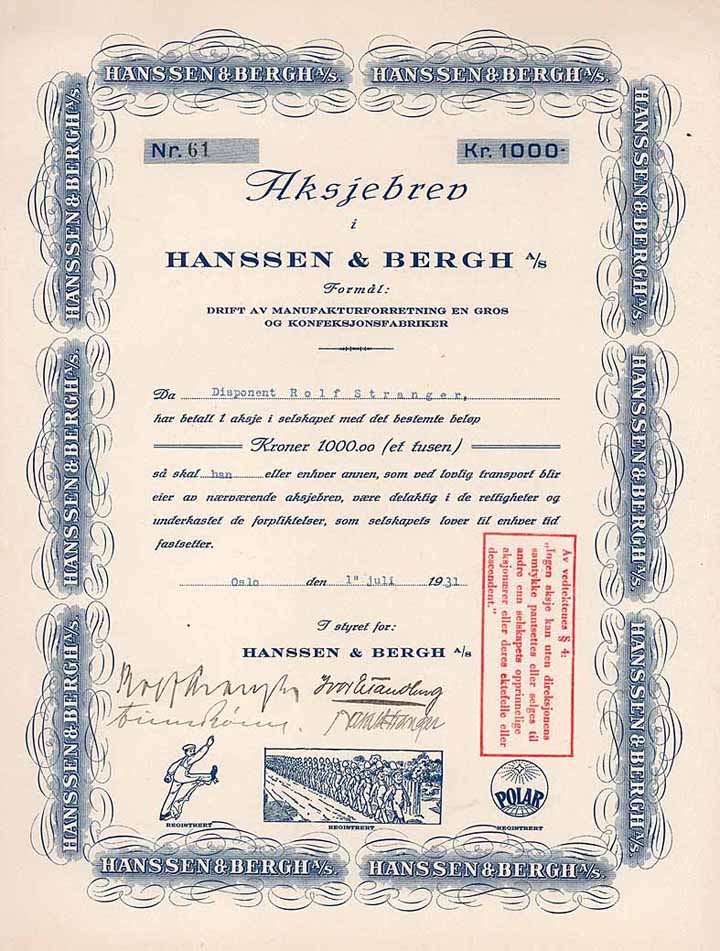 HANSSEN & BERGH A/S.
HANSSEN & BERGH A/S.
HANSSEN & BERGH A/S.
HANSSEN & BERGH A/S.
Nr. 61
Kr. 1000-
Aksjebrev
i
HANSSEN & BERGH A/S
Formål:
DRIFT AV MANUFAKTURFORRETNING EN GROS
OG KONFEKSJONSFABRIKER
Da Disponent Rolf Stranger,
har betalt 1 aksje i selskapet med det bestemte beløp
Kroner 1000.00 (et tusen)
så skal han eller enhver annen, som ved lovlig transport blir
eier av nærværende aksjebrev, være delaktig i de rettigheter og
underkastet de forpliktelser, som selskapets lover til enhver tid
fastsetter.
Oslo den 1s juli 1931
I styret for:
HANSSEN & BERGH A/S
Av vedtektenes § 4:
„Ingen aksje kan uten direksjonens
samtykke pantsettes eller selges til
andre enn selskapets opprinnelige
aksjonærer eller deres ektefelle eller
descendent."
HANSSEN & BERGH A/S.
HANSSEN & BERGH A/S.
HANSSEN & BERGH A/S.
HANSSEN & BERGH A/S.
REGISTRERT
REGISTRERT
POLAR
REGISTRERT
HANSSEN & BERGH A/S.
HANSSEN & BERGH A/S.